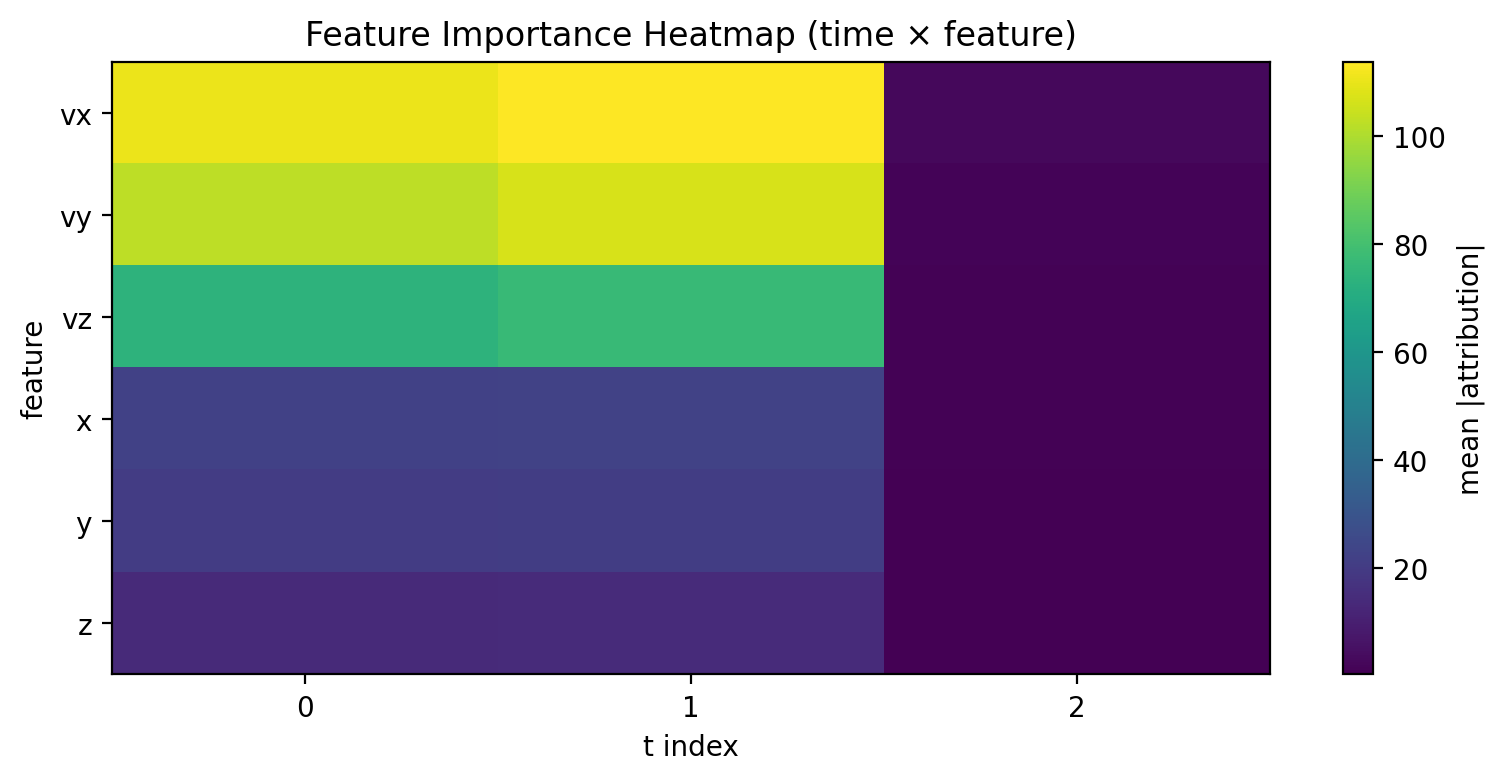 Feature Importance Heatmap (time × feature)
vx
vy
vz
x
y
z
feature
0
1
2
t index
100
80
60
40
20
mean |attribution|